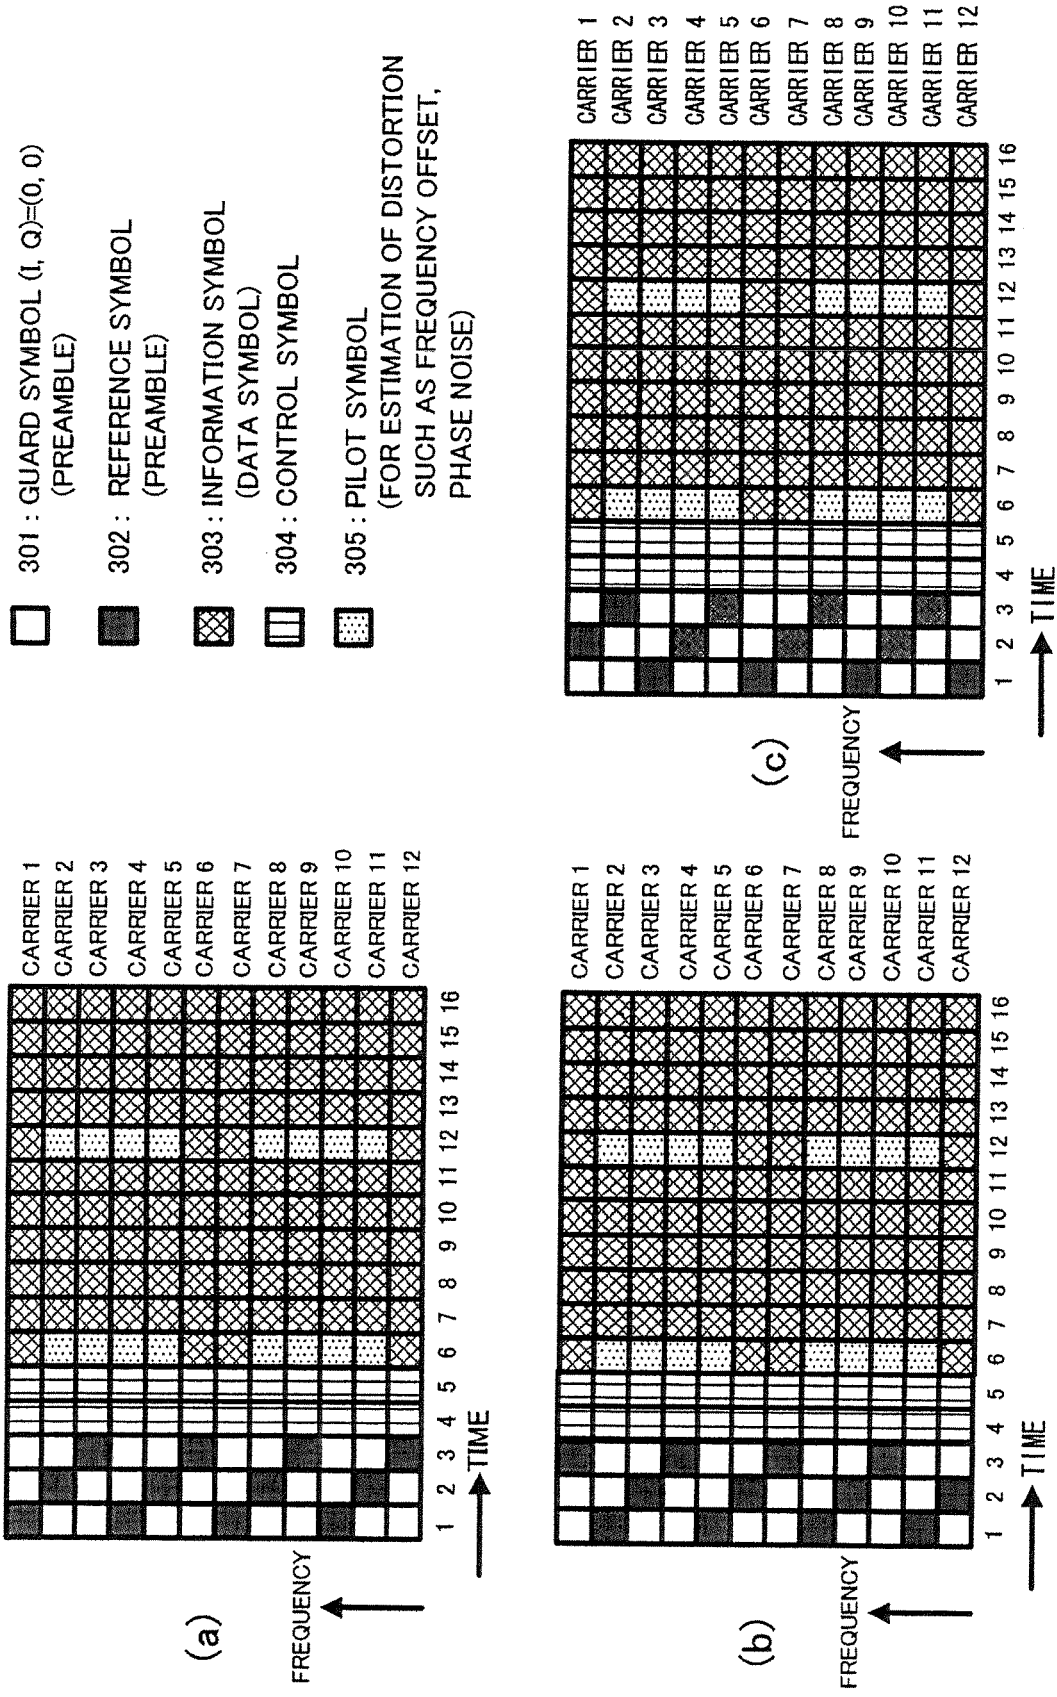 301 : GUARD SYMBOL (I, Q)=(0, 0)
(PREAMBLE)
302 : REFERENCE SYMBOL
(PREAMBLE)
303 : INFORMATION SYMBOL
(DATA SYMBOL)
304 : CONTROL SYMBOL
305 : PILOT SYMBOL
(FOR ESTIMATION OF DISTORTION
SUCH AS FREQUENCY OFFSET,
PHASE NOISE)
(a)
CARRIER 1
CARRIER 2
CARRIER 3
CARRIER 4
CARRIER 5
CARRIER 6
CARRIER 7
CARRIER 8
CARRIER 9
CARRIER 10
CARRIER 11
CARRIER 12
1 2 3 4 5 6 7 8 9 10 11 12 13 14 15 16
FREQUENCY
TIME
(b)
CARRIER 1
CARRIER 2
CARRIER 3
CARRIER 4
CARRIER 5
CARRIER 6
CARRIER 7
CARRIER 8
CARRIER 9
CARRIER 10
CARRIER 11
CARRIER 12
1 2 3 4 5 6 7 8 9 10 11 12 13 14 15 16
FREQUENCY
TIME
(c)
CARRIER 1
CARRIER 2
CARRIER 3
CARRIER 4
CARRIER 5
CARRIER 6
CARRIER 7
CARRIER 8
CARRIER 9
CARRIER 10
CARRIER 11
CARRIER 12
1 2 3 4 5 6 7 8 9 10 11 12 13 14 15 16
FREQUENCY
TIME